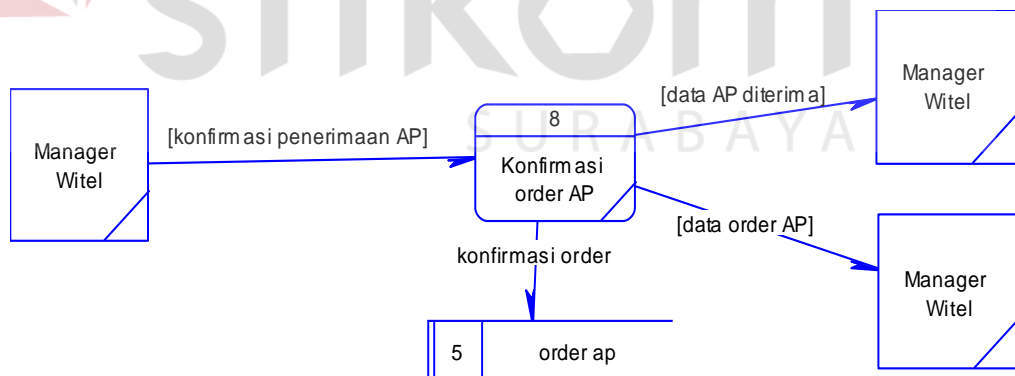 stikom
SURABAYA
Manager
Witel
[konfirmasi penerimaan AP]
8
Konfirmasi
order AP
[data AP diterima]
Manager
Witel
[data order AP]
Manager
Witel
konfirmasi order
5
order ap